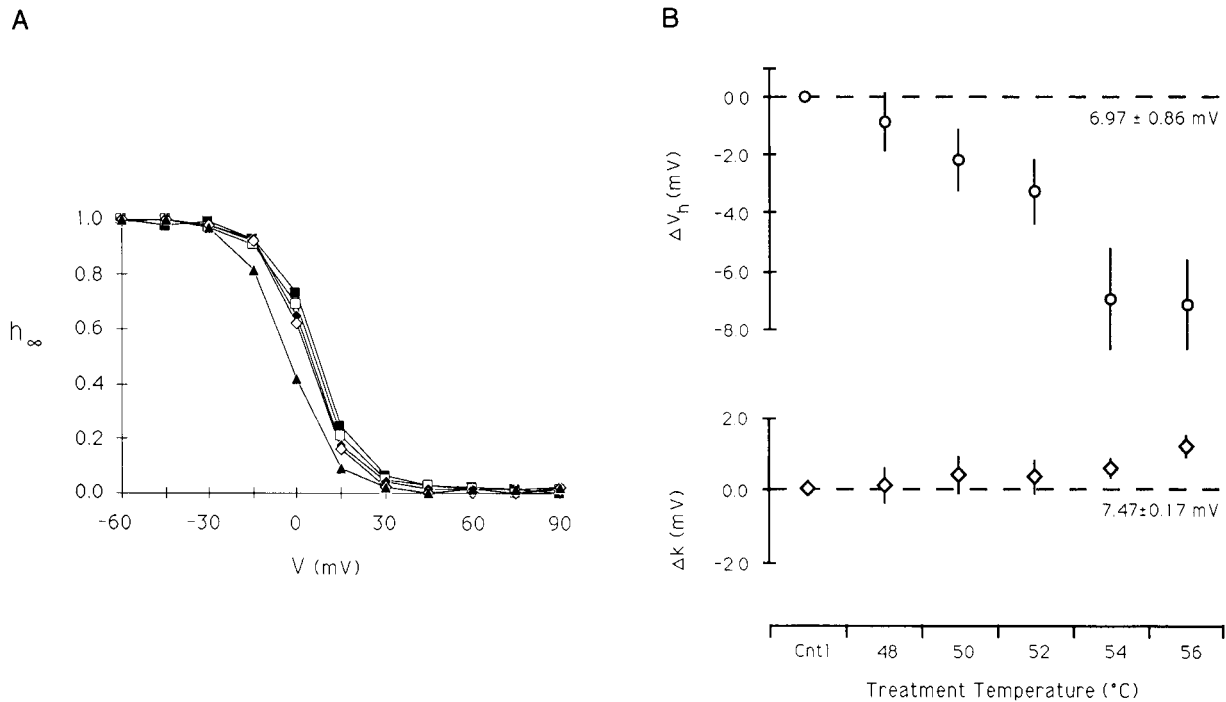 A
B
1.0
0.8
0.6
0.4
0.2
0.0
h∞
-60
-30
0
30
60
90
V (mV)
0.0
-2.0
-4.0
-6.0
-8.0
ΔVh (mV)
6.97 ± 0.86 mV
2.0
0.0
-2.0
Δk (mV)
7.47±0.17 mV
Cntl
48
50
52
54
56
Treatment Temperature (°C)